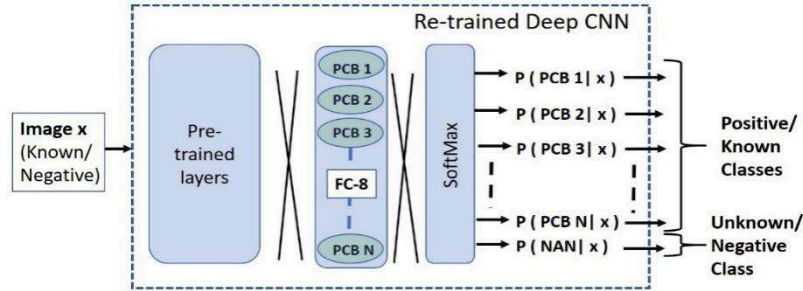 Re-trained Deep CNN
Image x
(Known/
Negative)
Pre-
trained
layers
PCB 1
PCB 2
PCB 3
FC-8
PCB N
SoftMax
P ( PCB 1| x )
P ( PCB 2| x )
P ( PCB 3| x )
P ( PCB N| x )
P ( NAN| x )
Positive/
Known
Classes
Unknown/
Negative
Class